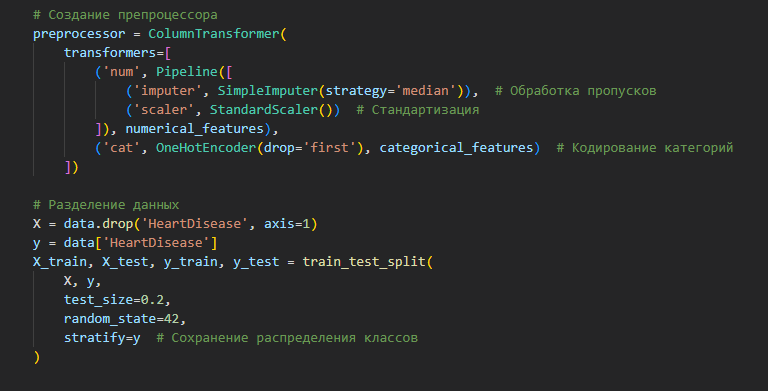 # Создание препроцессора
preprocessor = ColumnTransformer(
    transformers=[
        ('num', Pipeline([
            ('imputer', SimpleImputer(strategy='median')),  # Обработка пропусков
            ('scaler', StandardScaler())  # Стандартизация
        ]), numerical_features),
        ('cat', OneHotEncoder(drop='first'), categorical_features)  # Кодирование категорий
    ])

# Разделение данных
X = data.drop('HeartDisease', axis=1)
y = data['HeartDisease']
X_train, X_test, y_train, y_test = train_test_split(
    X, y,
    test_size=0.2,
    random_state=42,
    stratify=y  # Сохранение распределения классов
)